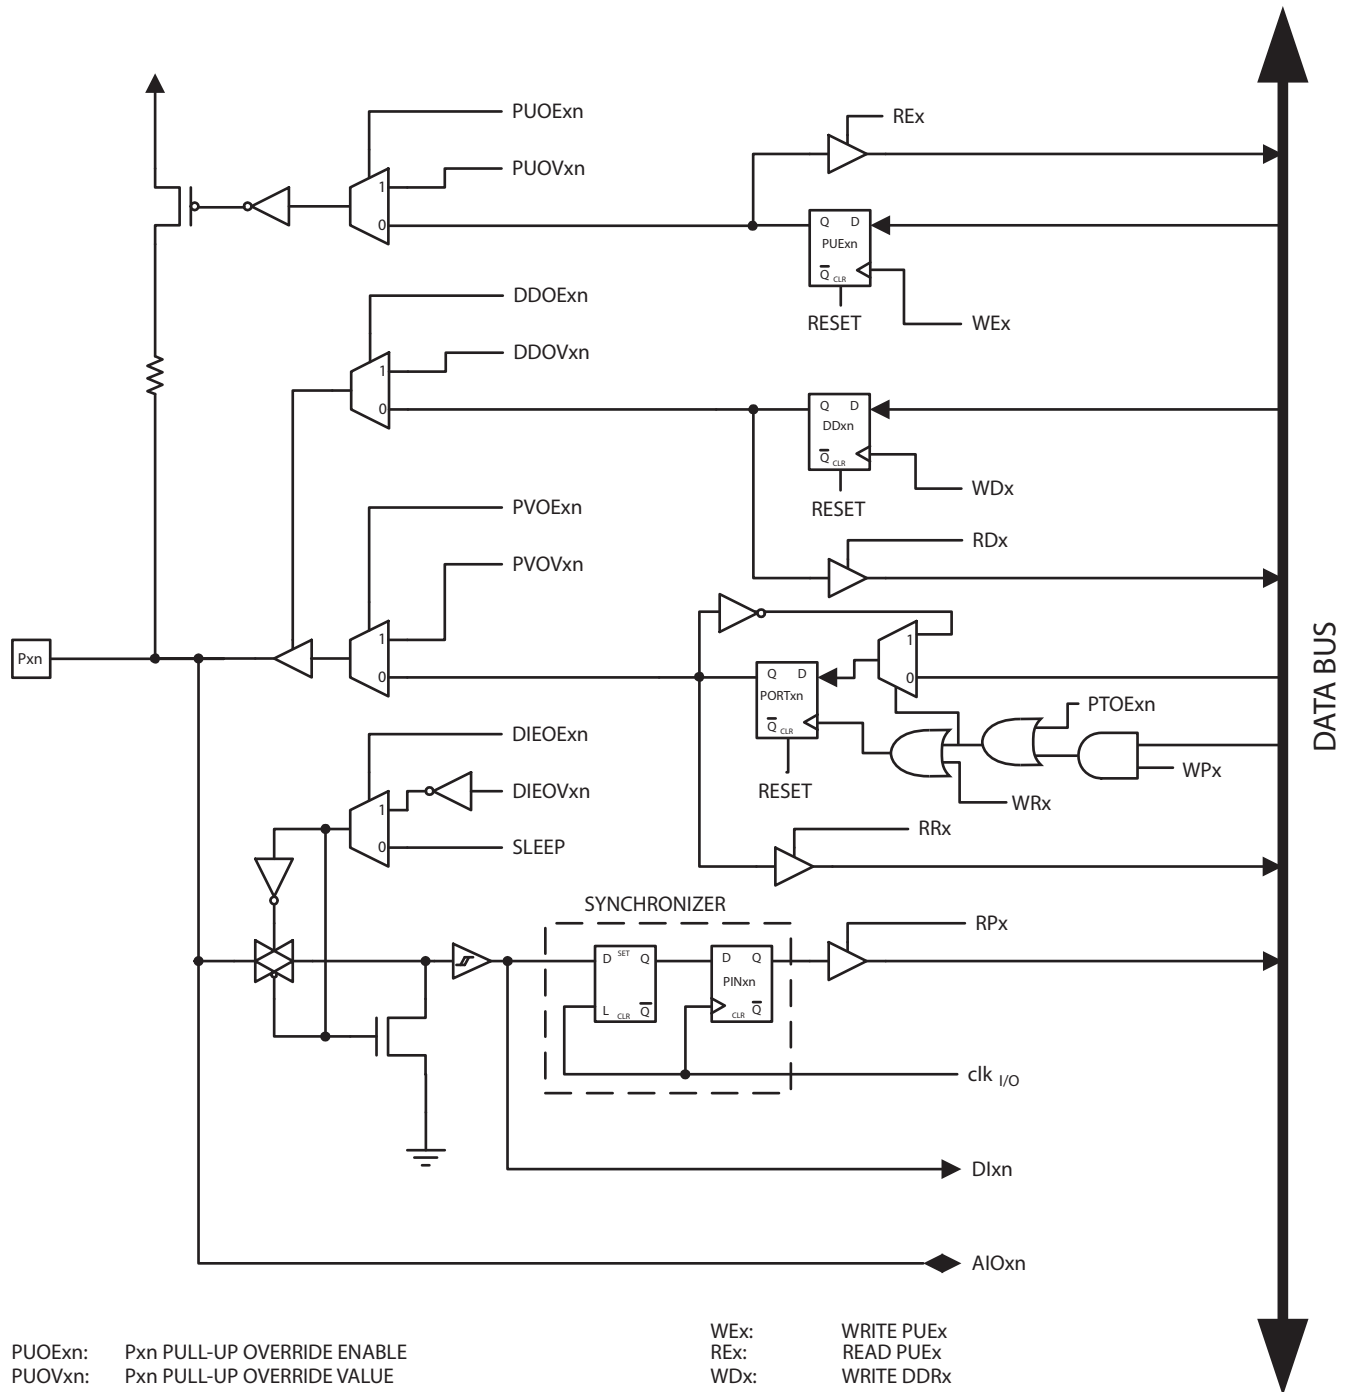 PUOExn
REx
PUOVxn
1
0
Q D
PUExn
Q CLR
RESET
WEx
DDOExn
DDOVxn
1
0
Q D
DDxn
Q CLR
RESET
WDx
PVOExn
RDx
PVOVxn
1
0
Pxn
1
0
Q D
PORTxn
Q CLR
RESET
PTOExn
WPx
WRx
DATA BUS
DIEOExn
DIEOVxn
1
0
SLEEP
RRx
SYNCHRONIZER
RPx
D SET Q
L CLR Q
D Q
PINxn
CLR Q
clk I/O
DIxn
AIOxn
PUOExn: Pxn PULL-UP OVERRIDE ENABLE
PUOVxn: Pxn PULL-UP OVERRIDE VALUE
WEx: WRITE PUEx
REx: READ PUEx
WDx: WRITE DDRx